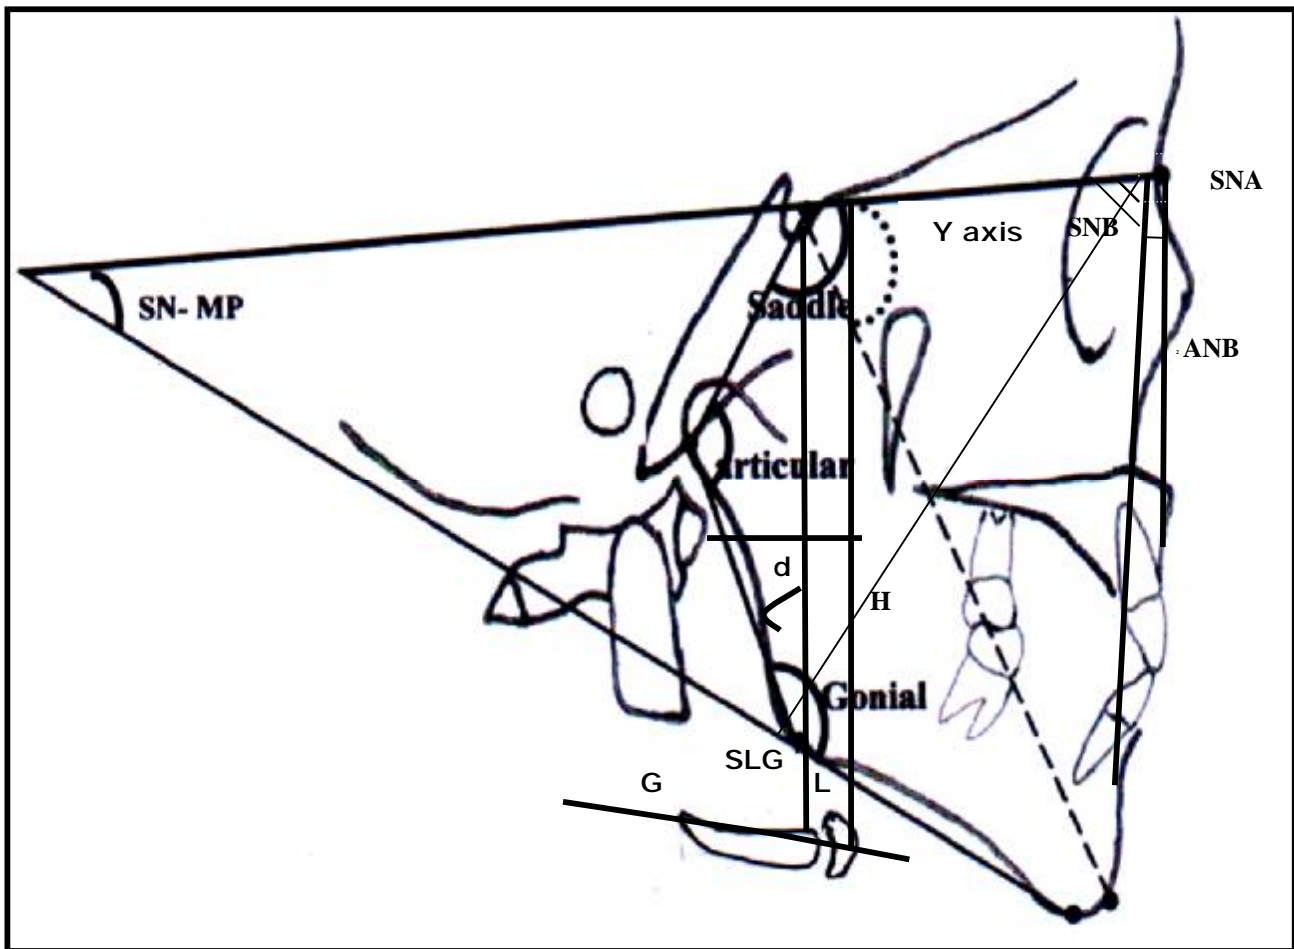 SNA
SNB
Y axis
SN- MP
Saddle
ANB
articular
d
H
Gonial
SLG
G
L